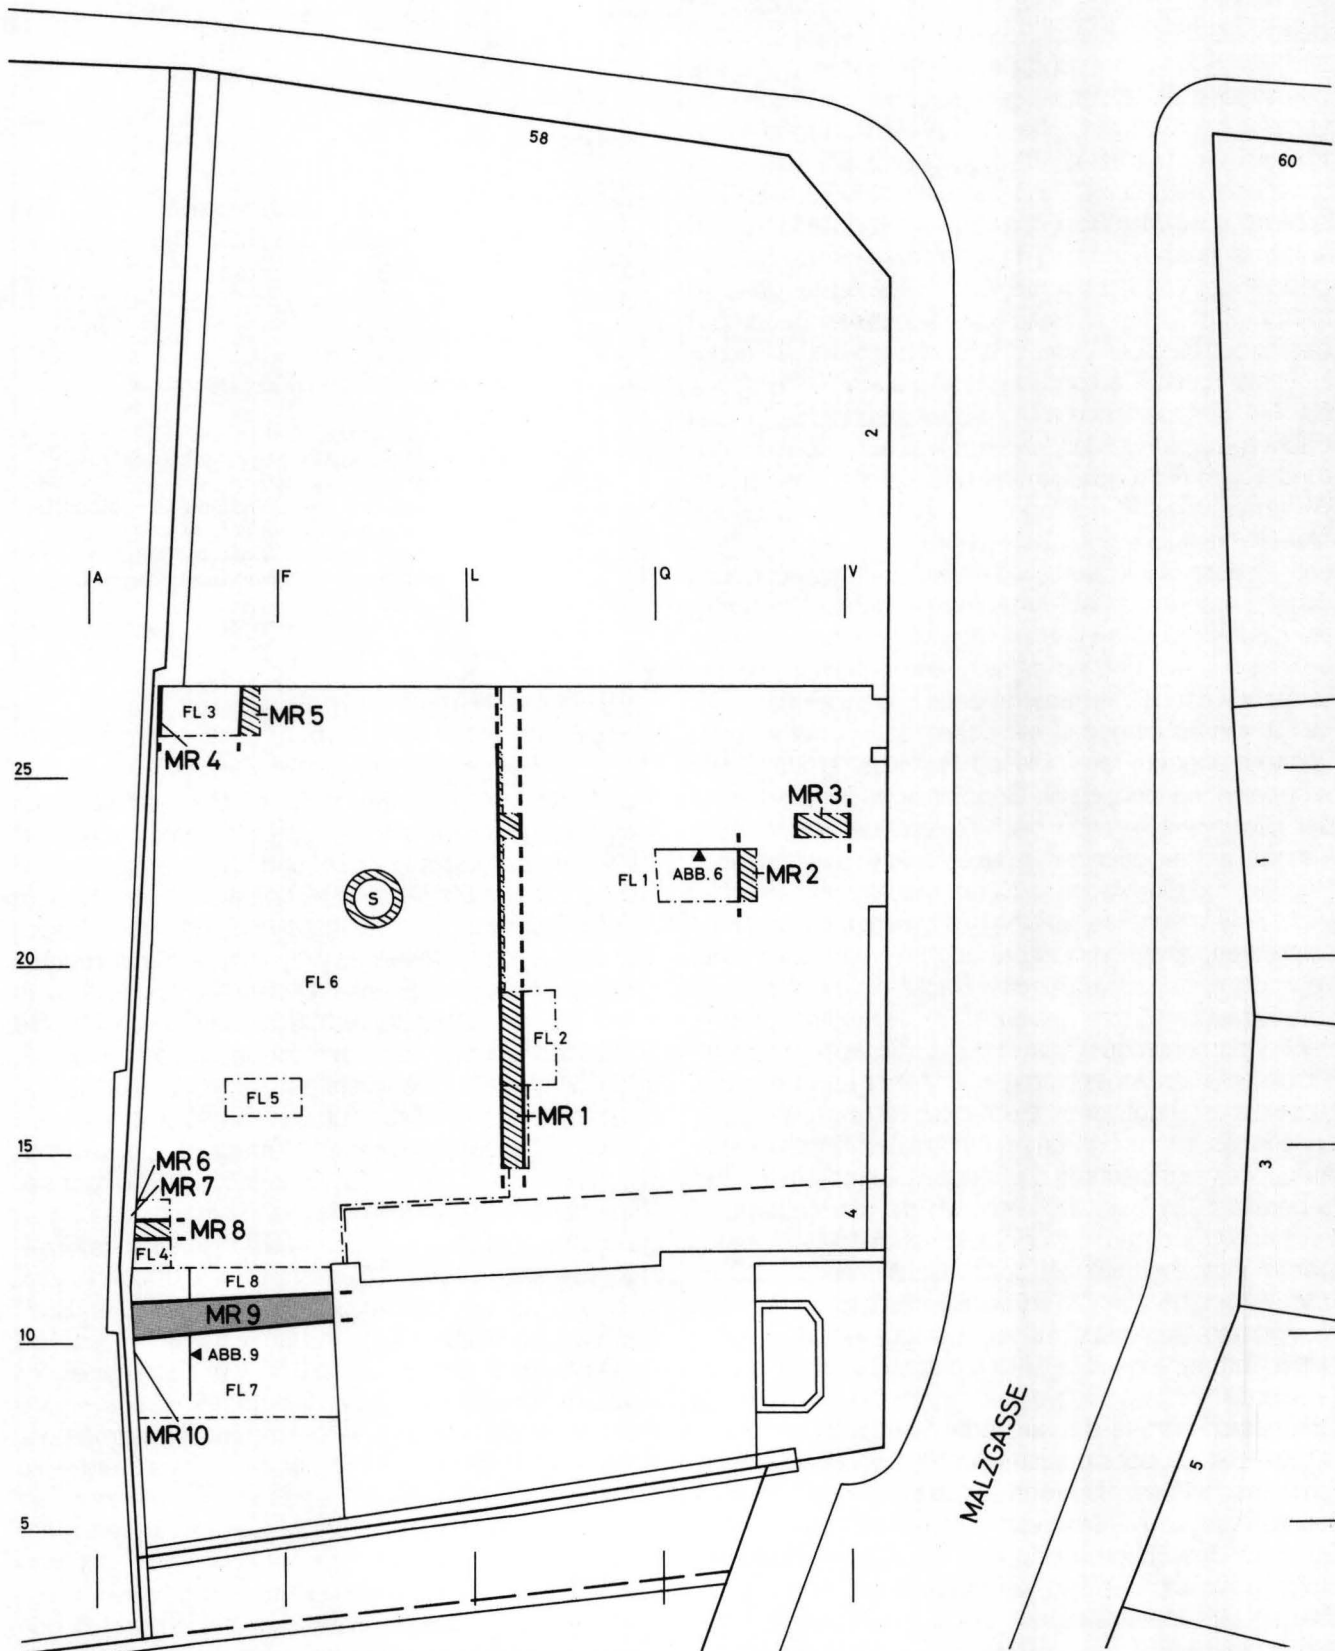 58
60
2
A
F
L
Q
V
FL 3
MR 5
MR 4
25
MR 3
1
FL 1
ABB. 6
MR 2
S
20
FL 6
FL 2
FL 5
MR 1
15
MR 6
3
MR 7
4
MR 8
FL 4
FL 8
MR 9
10
ABB. 9
FL 7
MALZGASSE
MR 10
5
5